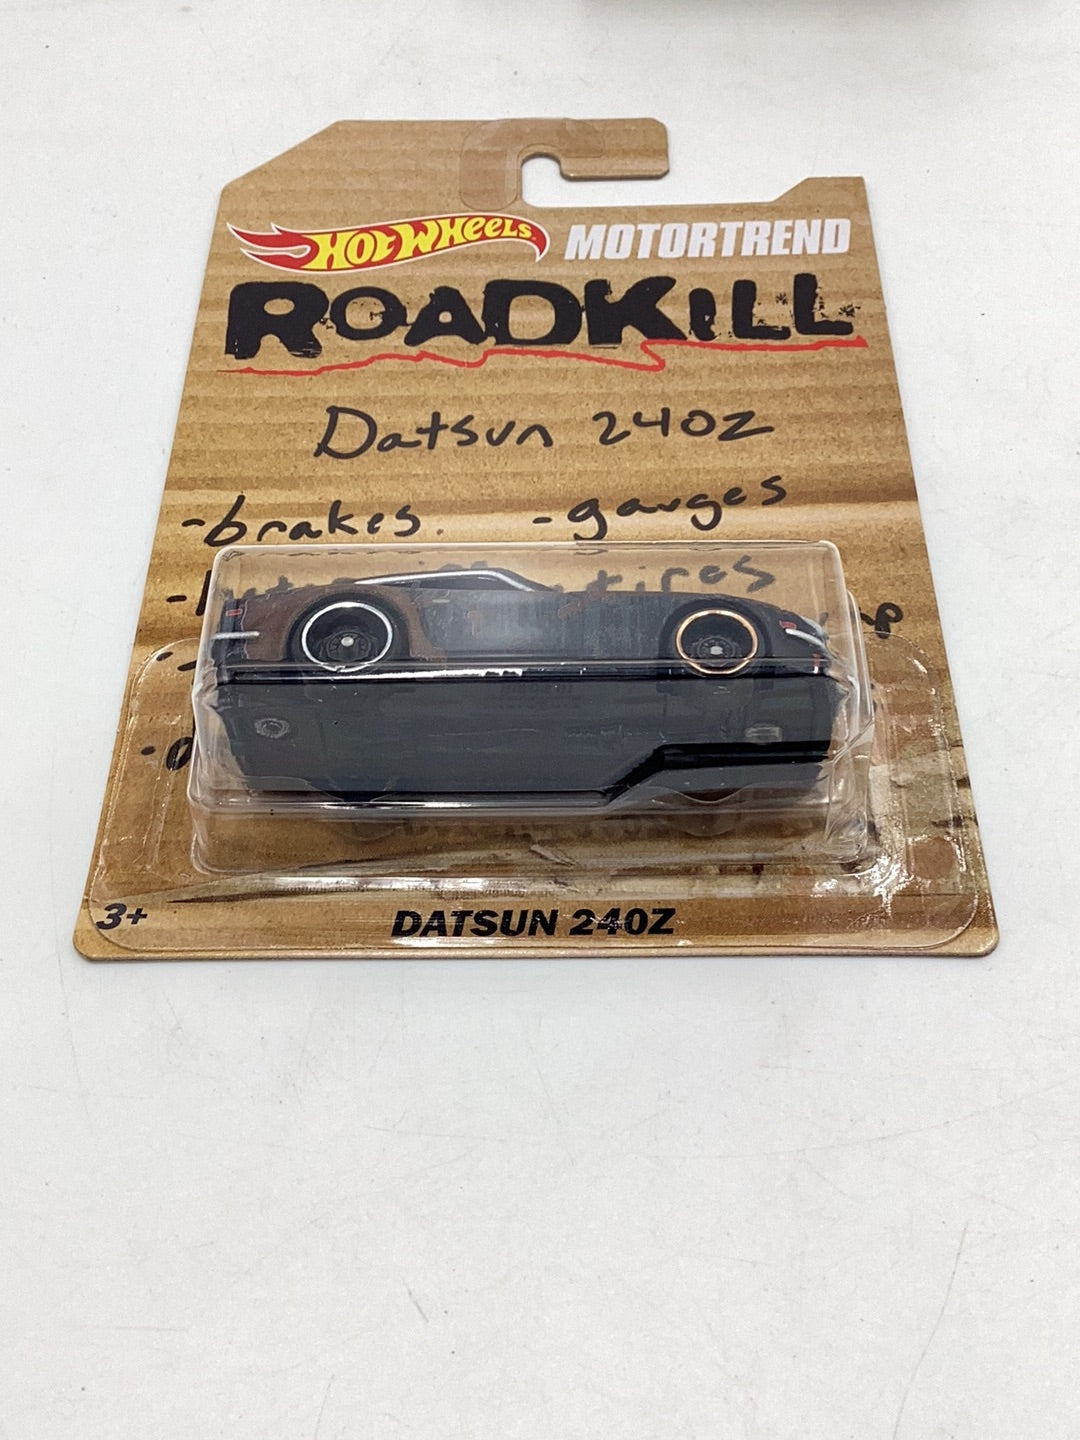 HOT WHEELS MOTORTREND
ROADKILL
Datsun 240Z
-brakes. -gauges
tires
3+ DATSUN 240Z